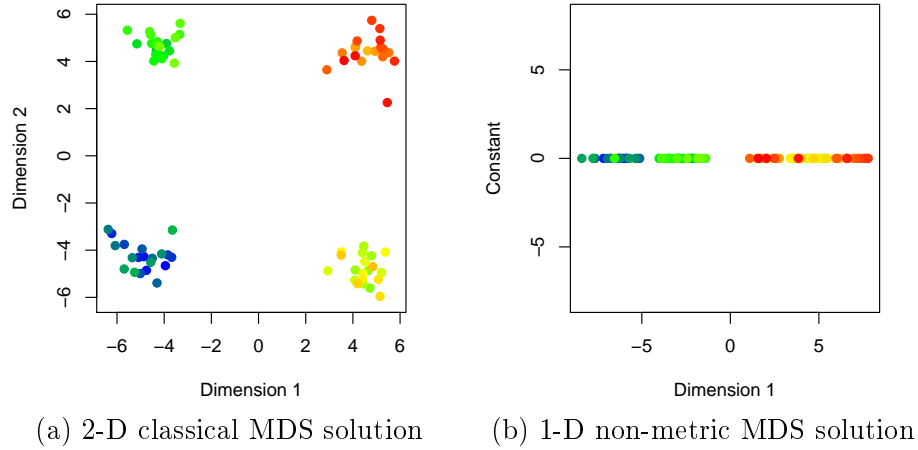 6
4
2
0
−2
−4
−6
Dimension 2
−6 −4 −2 0 2 4 6
Dimension 1
(a) 2-D classical MDS solution
5
0
−5
Constant
−5 0 5
Dimension 1
(b) 1-D non-metric MDS solution